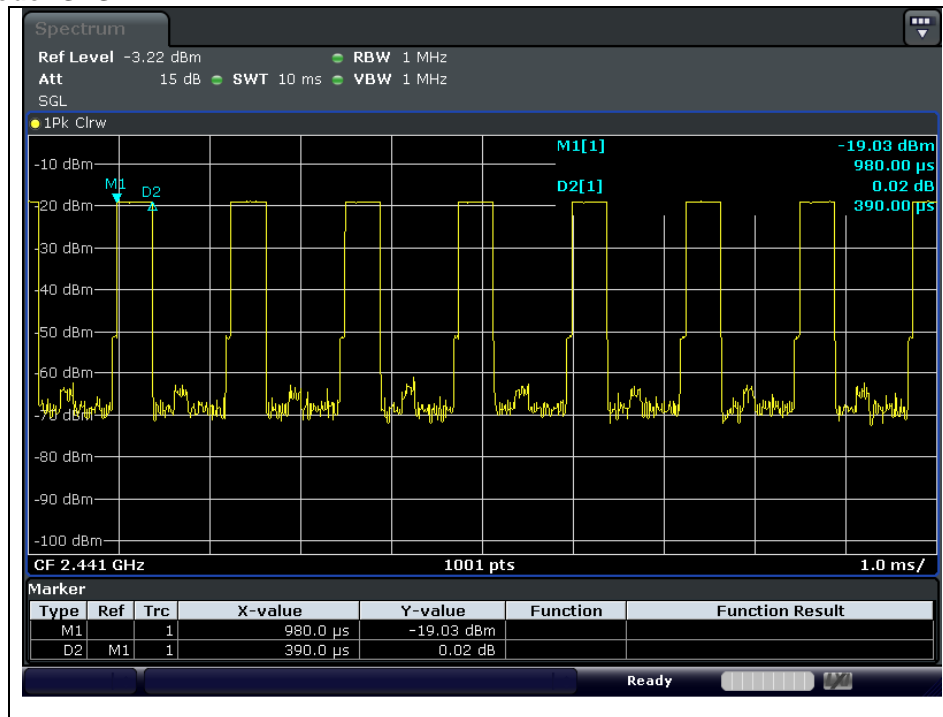 Spectrum
Ref Level -3.22 dBm RBW 1 MHz
Att 15 dB SWT 10 ms VBW 1 MHz
SGL
1Pk Clrw
M1[1] -19.03 dBm
980.00 µs
D2[1] 0.02 dB
390.00 µs
M1
D2
-10 dBm
-20 dBm
-30 dBm
-40 dBm
-50 dBm
-60 dBm
-70 dBm
-80 dBm
-90 dBm
-100 dBm
CF 2.441 GHz 1001 pts 1.0 ms/
Marker
Type Ref Trc X-value Y-value Function Function Result
M1 1 980.0 µs -19.03 dBm
D2 M1 1 390.0 µs 0.02 dB
Ready